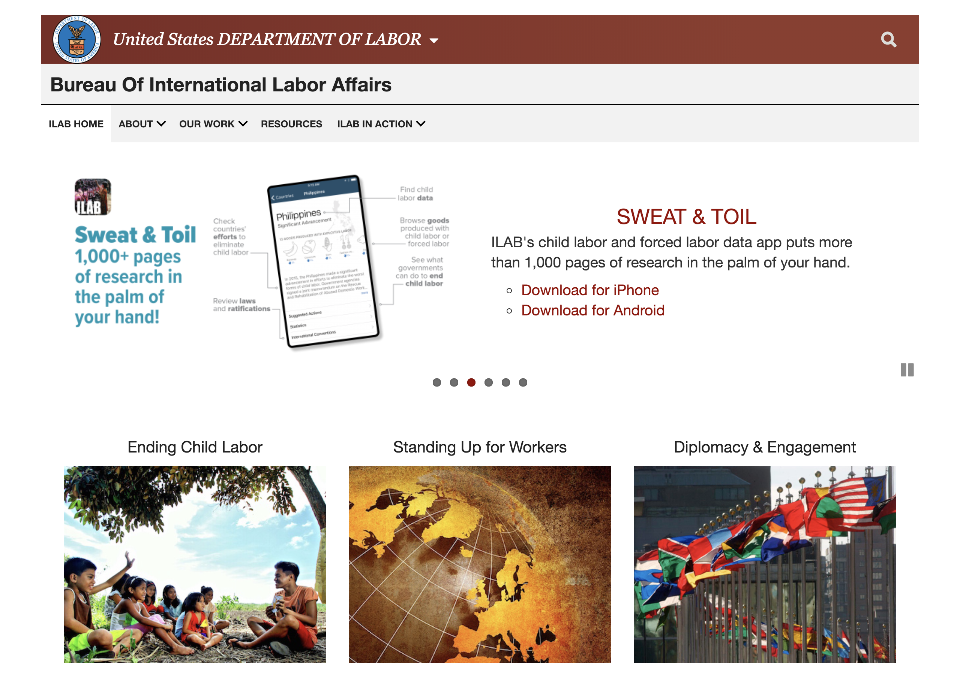 United States DEPARTMENT OF LABOR
Bureau Of International Labor Affairs
ILAB HOME ABOUT OUR WORK RESOURCES ILAB IN ACTION
ILAB
Sweat & Toil
1,000+ pages
of research in
the palm of
your hand!
Check
countries'
efforts to
eliminate
child labor
Review laws
and ratifications
Countries Philippines
Philippines
Significant Advancement
Suggested Actions
Statistics
International Conventions
Find child
labor data
Browse goods
produced with
child labor or
forced labor
See what
governments
can do to end
child labor
SWEAT & TOIL
ILAB's child labor and forced labor data app puts more
than 1,000 pages of research in the palm of your hand.
Download for iPhone
Download for Android
Ending Child Labor
Standing Up for Workers
Diplomacy & Engagement